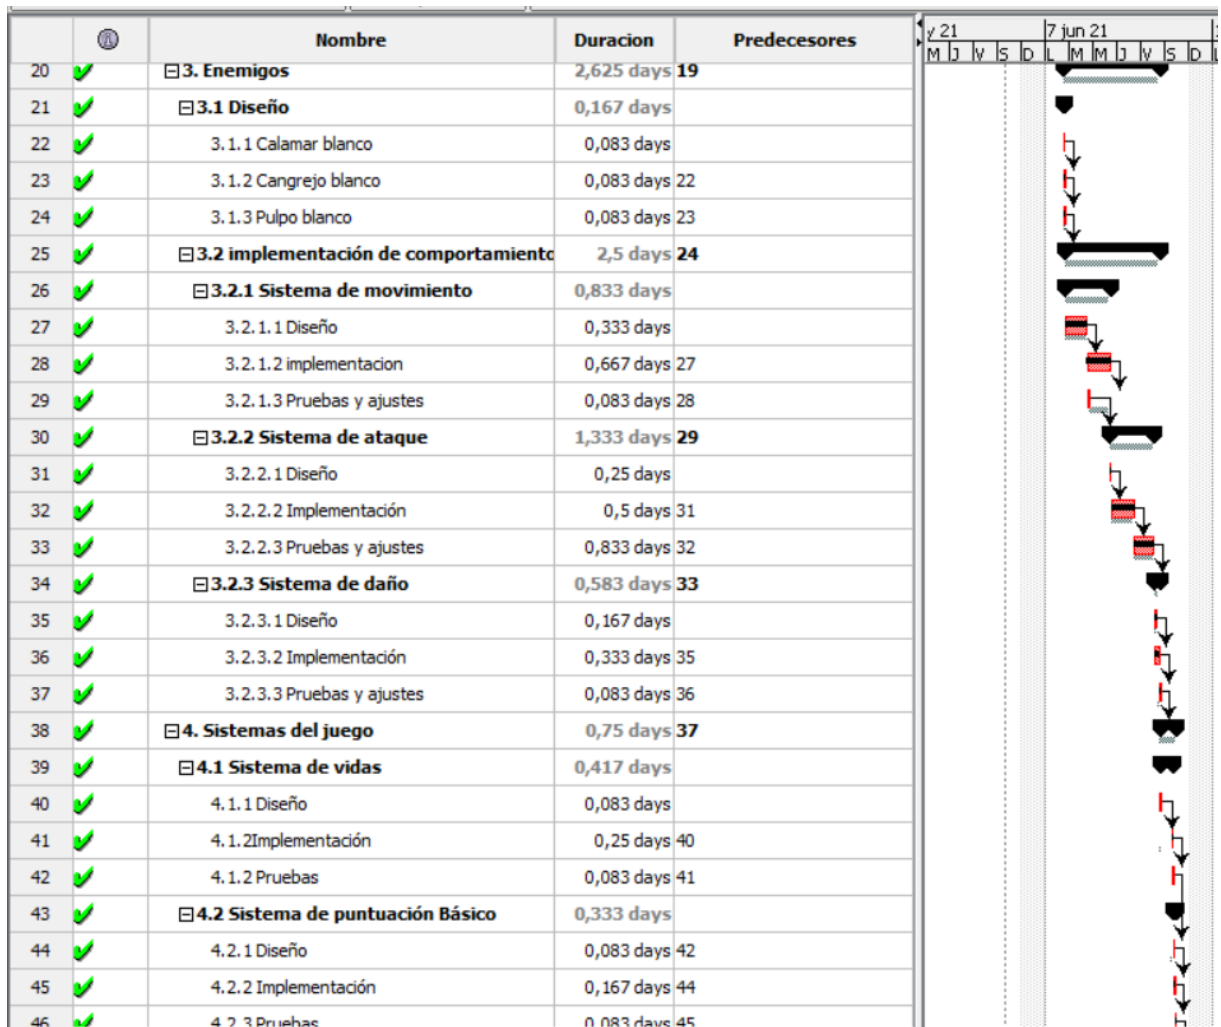 Nombre Duracion Predecesores y 21 7 jun 21
M J V S D L M M J V S D L
20 3. Enemigos 2,625 days 19
21 3.1 Diseño 0,167 days
22 3.1.1 Calamar blanco 0,083 days
23 3.1.2 Cangrejo blanco 0,083 days 22
24 3.1.3 Pulpo blanco 0,083 days 23
25 3.2 implementación de comportamiento 2,5 days 24
26 3.2.1 Sistema de movimiento 0,833 days
27 3.2.1.1 Diseño 0,333 days
28 3.2.1.2 implementacion 0,667 days 27
29 3.2.1.3 Pruebas y ajustes 0,083 days 28
30 3.2.2 Sistema de ataque 1,333 days 29
31 3.2.2.1 Diseño 0,25 days
32 3.2.2.2 Implementación 0,5 days 31
33 3.2.2.3 Pruebas y ajustes 0,833 days 32
34 3.2.3 Sistema de daño 0,583 days 33
35 3.2.3.1 Diseño 0,167 days
36 3.2.3.2 Implementación 0,333 days 35
37 3.2.3.3 Pruebas y ajustes 0,083 days 36
38 4. Sistemas del juego 0,75 days 37
39 4.1 Sistema de vidas 0,417 days
40 4.1.1 Diseño 0,083 days
41 4.1.2Implementación 0,25 days 40
42 4.1.2 Pruebas 0,083 days 41
43 4.2 Sistema de puntuación Básico 0,333 days
44 4.2.1 Diseño 0,083 days 42
45 4.2.2 Implementación 0,167 days 44
46 4.2.3 Pruebas 0,083 days 45